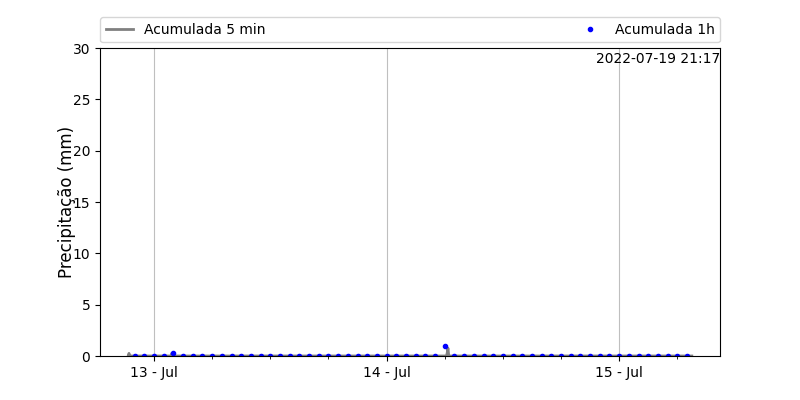 Acumulada 5 min
Acumulada 1h
2022-07-19 21:17
Precipitação (mm)
30
25
20
15
10
5
0
13 - Jul
14 - Jul
15 - Jul